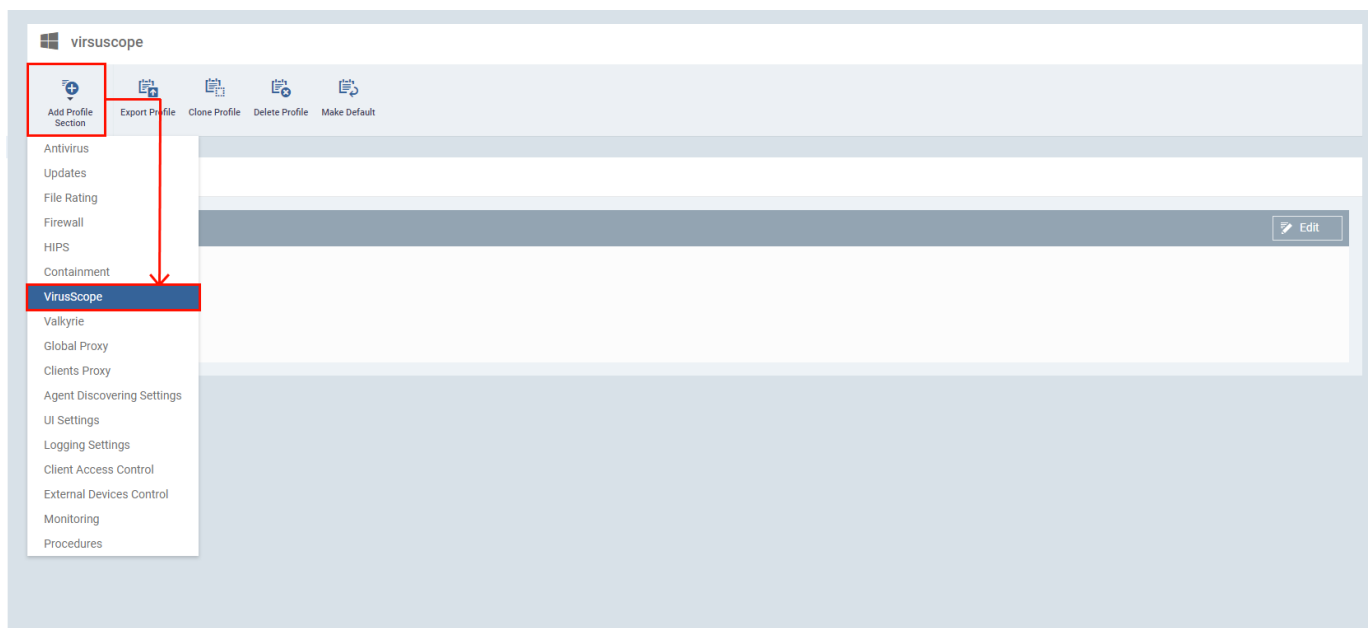 virsuscope
Add Profile
Section
Export Profile
Clone Profile
Delete Profile
Make Default
Antivirus
Updates
File Rating
Firewall
Edit
HIPS
Containment
VirusScope
Valkyrie
Global Proxy
Clients Proxy
Agent Discovering Settings
UI Settings
Logging Settings
Client Access Control
External Devices Control
Monitoring
Procedures